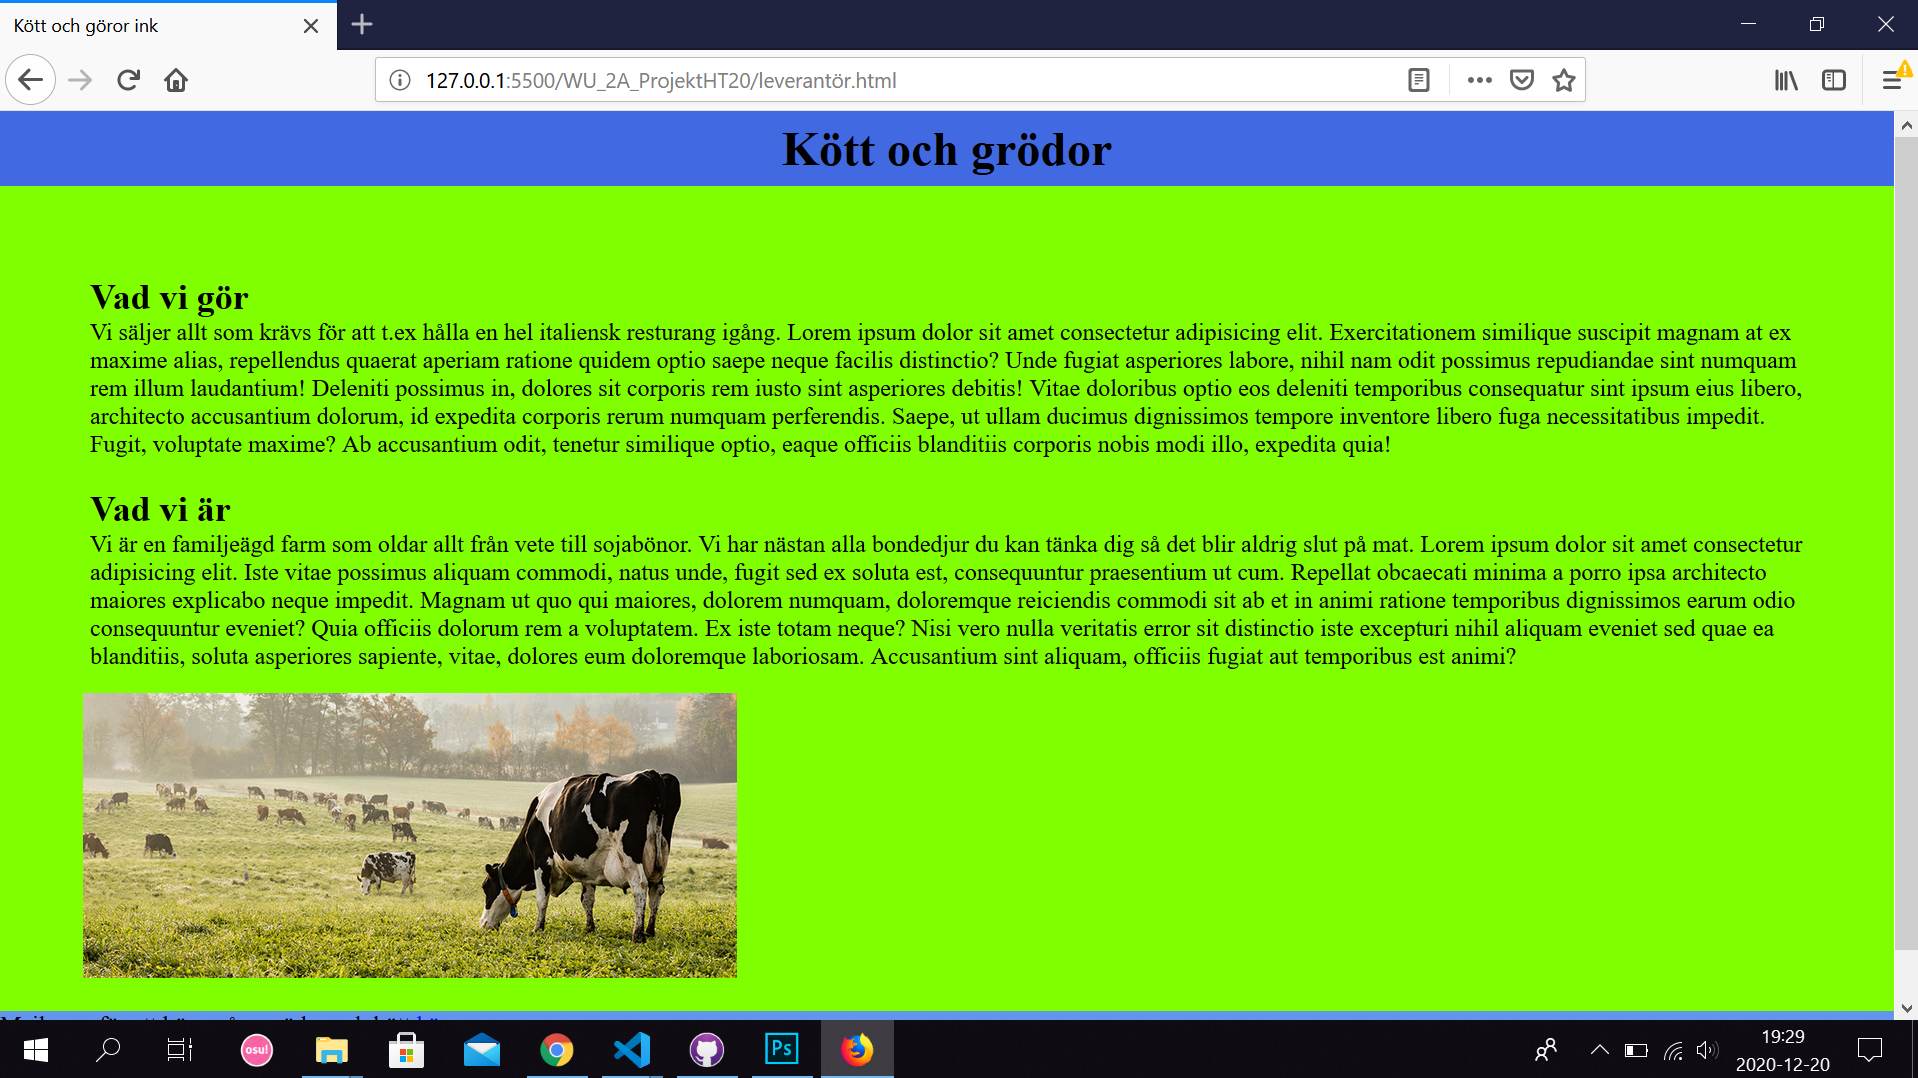 Kött och göror ink
127.0.0.1:5500/WU_2A_ProjektHT20/leverantör.html
Kött och grödor
Vad vi gör
Vi säljer allt som krävs för att t.ex hålla en hel italiensk resturang igång. Lorem ipsum dolor sit amet consectetur adipisicing elit. Exercitationem similique suscipit magnam at ex
maxime alias, repellendus quaerat aperiam ratione quidem optio saepe neque facilis distinctio? Unde fugiat asperiores labore, nihil nam odit possimus repudiandae sint numquam
rem illum laudantium! Deleniti possimus in, dolores sit corporis rem iusto sint asperiores debitis! Vitae doloribus optio eos deleniti temporibus consequatur sint ipsum eius libero,
architecto accusantium dolorum, id expedita corporis rerum numquam perferendis. Saepe, ut ullam ducimus dignissimos tempore inventore libero fuga necessitatibus impedit.
Fugit, voluptate maxime? Ab accusantium odit, tenetur similique optio, eaque officiis blanditiis corporis nobis modi illo, expedita quia!
Vad vi är
Vi är en familjeägd farm som oldar allt från vete till sojabönor. Vi har nästan alla bondedjur du kan tänka dig så det blir aldrig slut på mat. Lorem ipsum dolor sit amet consectetur
adipisicing elit. Iste vitae possimus aliquam commodi, natus unde, fugit sed ex soluta est, consequuntur praesentium ut cum. Repellat obcaecati minima a porro ipsa architecto
maiores explicabo neque impedit. Magnam ut quo qui maiores, dolorem numquam, doloremque reiciendis commodi sit ab et in animi ratione temporibus dignissimos earum odio
consequuntur eveniet? Quia officiis dolorum rem a voluptatem. Ex iste totam neque? Nisi vero nulla veritatis error sit distinctio iste excepturi nihil aliquam eveniet sed quae ea
blanditiis, soluta asperiores sapiente, vitae, dolores eum doloremque laboriosam. Accusantium sint aliquam, officiis fugiat aut temporibus est animi?
osu!
Ps
19:29
2020-12-20